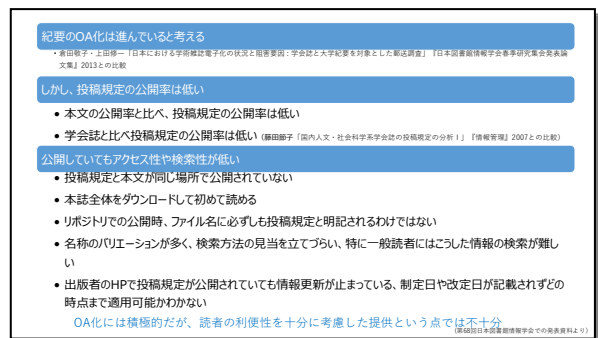 紀要のOA化は進んでいると考える
・倉田敬子・上田修一「日本における学術雑誌電子化の状況と阻害要因：学会誌と大学紀要を対象とした郵送調査」『日本図書館情報学会春季研究集会発表論
文集』2013との比較
しかし、投稿規定の公開率は低い
• 本文の公開率と比べ、投稿規定の公開率は低い
• 学会誌と比べ投稿規定の公開率は低い（藤田節子「国内人文・社会科学系学会誌の投稿規定の分析Ⅰ」『情報管理』2007との比較）
公開していてもアクセス性や検索性が低い
• 投稿規定と本文が同じ場所で公開されていない
• 本誌全体をダウンロードして初めて読める
• リポジトリでの公開時、ファイル名に必ずしも投稿規定と明記されるわけではない
• 名称のバリエーションが多く、検索方法の見当を立てづらい、特に一般読者にはこうした情報の検索が難し
い
• 出版者のHPで投稿規定が公開されていても情報更新が止まっている、制定日や改定日が記載されずどの
時点まで適用可能かわかない
OA化には積極的だが、読者の利便性を十分に考慮した提供という点では不十分
（第68回日本図書館情報学会での発表資料より）